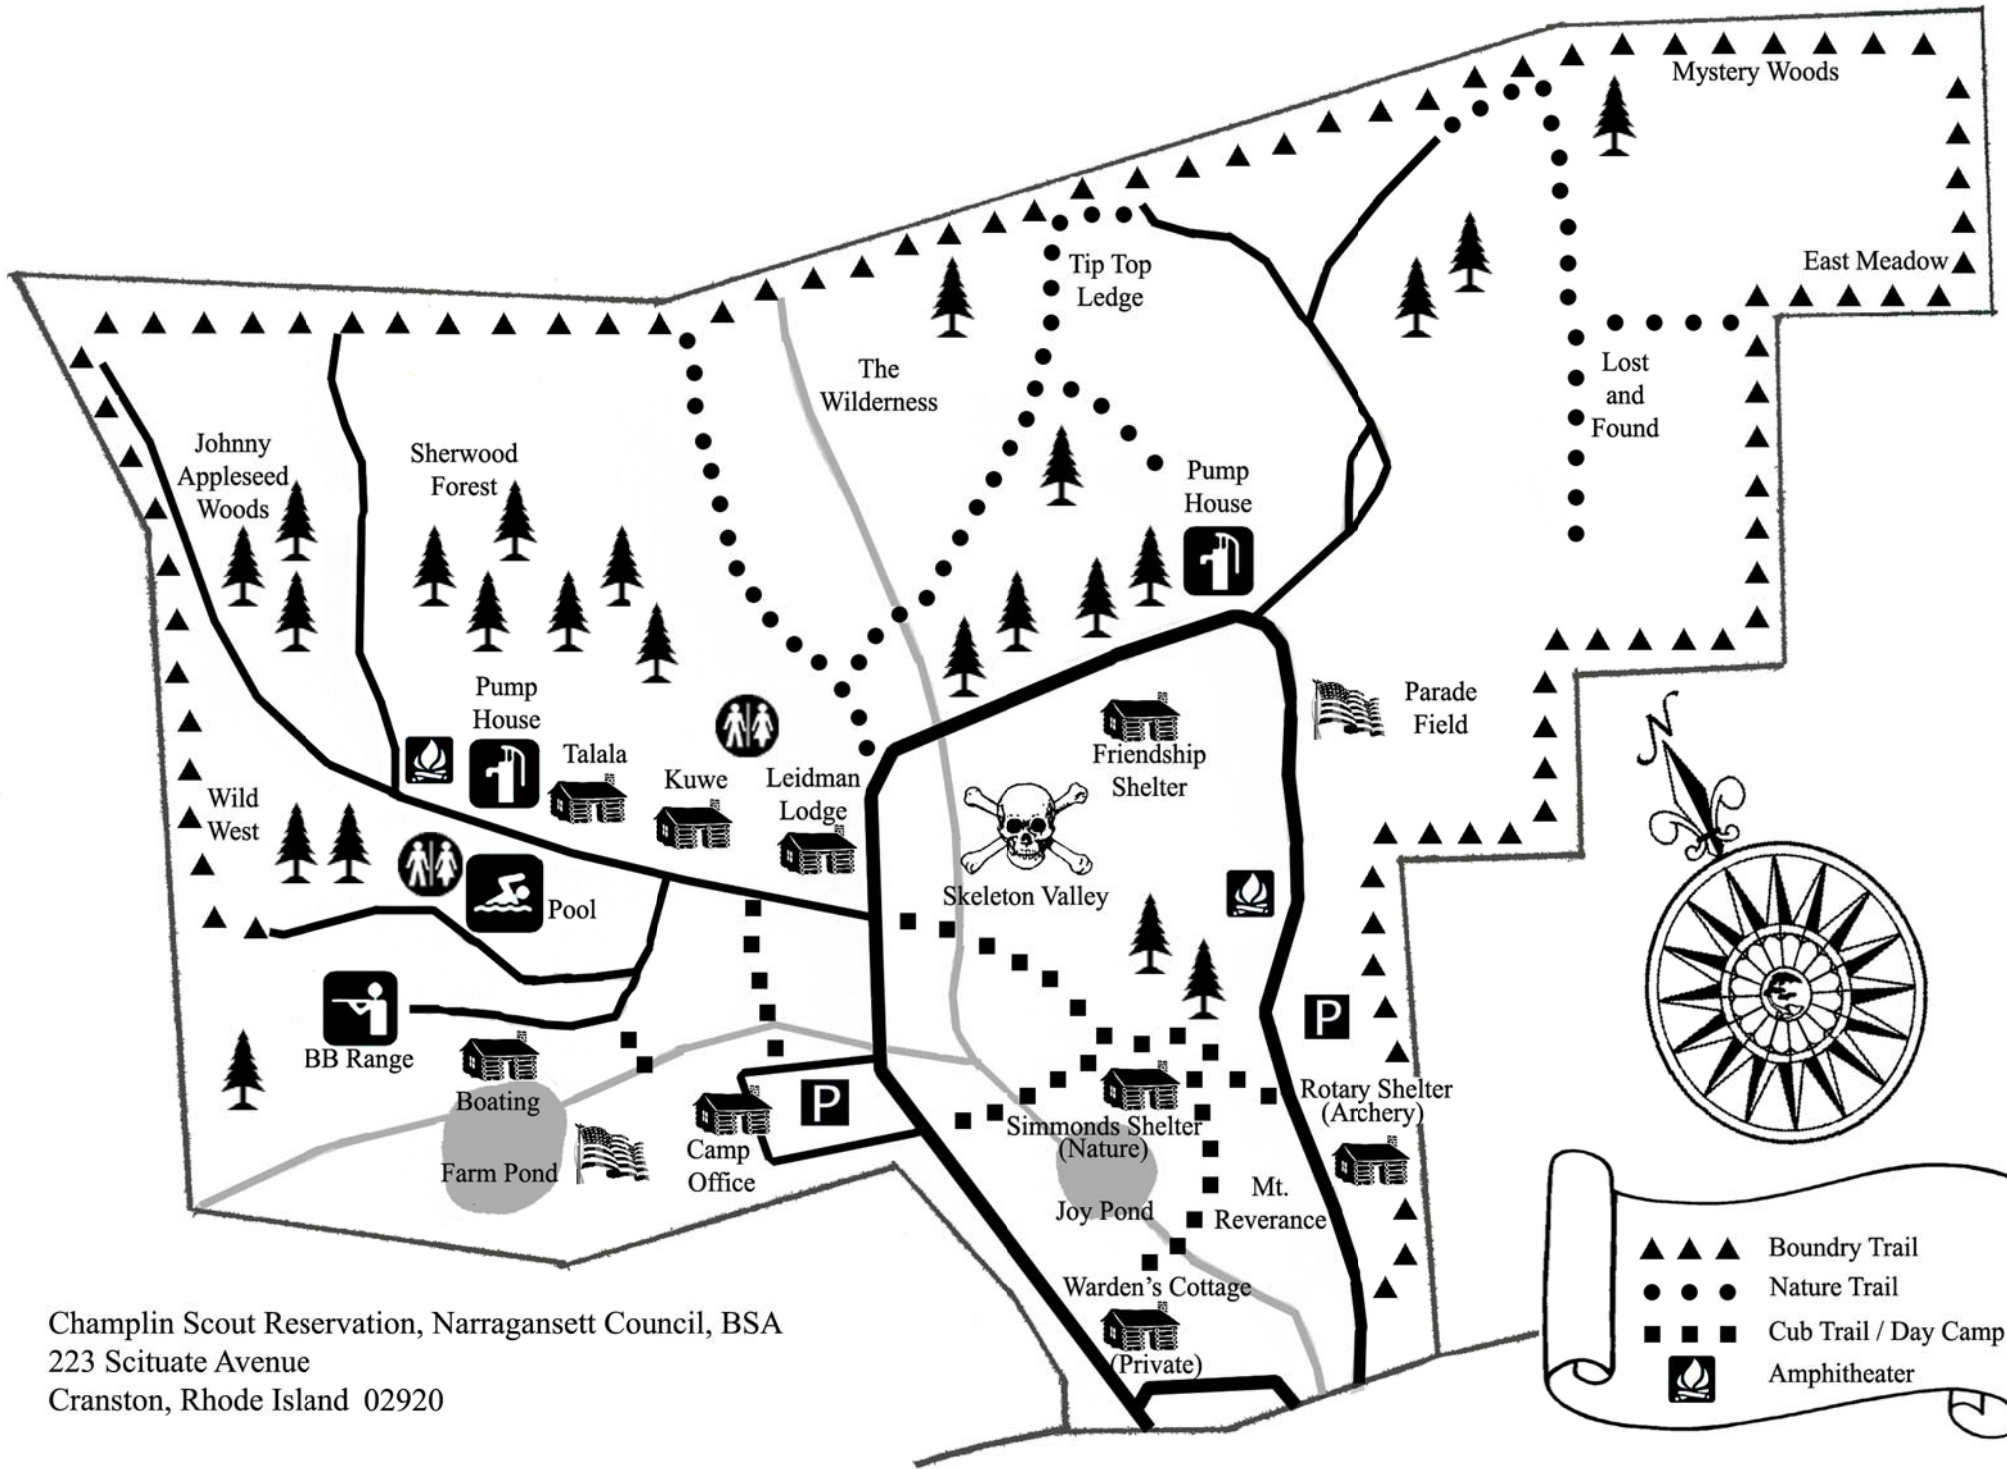 Mystery Woods
East Meadow
Tip Top
Ledge
The
Wilderness
Lost
and
Found
Johnny
Appleseed
Woods
Sherwood
Forest
Pump
House
Pump
House
Talala
Kuwe
Leidman
Lodge
Friendship
Shelter
Parade
Field
N
Wild
West
Pool
Skeleton Valley
BB Range
Boating
Farm Pond
P
Camp
Office
P
Simmonds Shelter
(Nature)
Joy Pond
Rotary Shelter
(Archery)
Mt.
Reverance
Warden's Cottage
(Private)
Boundry Trail
Nature Trail
Cub Trail / Day Camp
Amphitheater
Champlin Scout Reservation, Narragansett Council, BSA
223 Scituate Avenue
Cranston, Rhode Island 02920